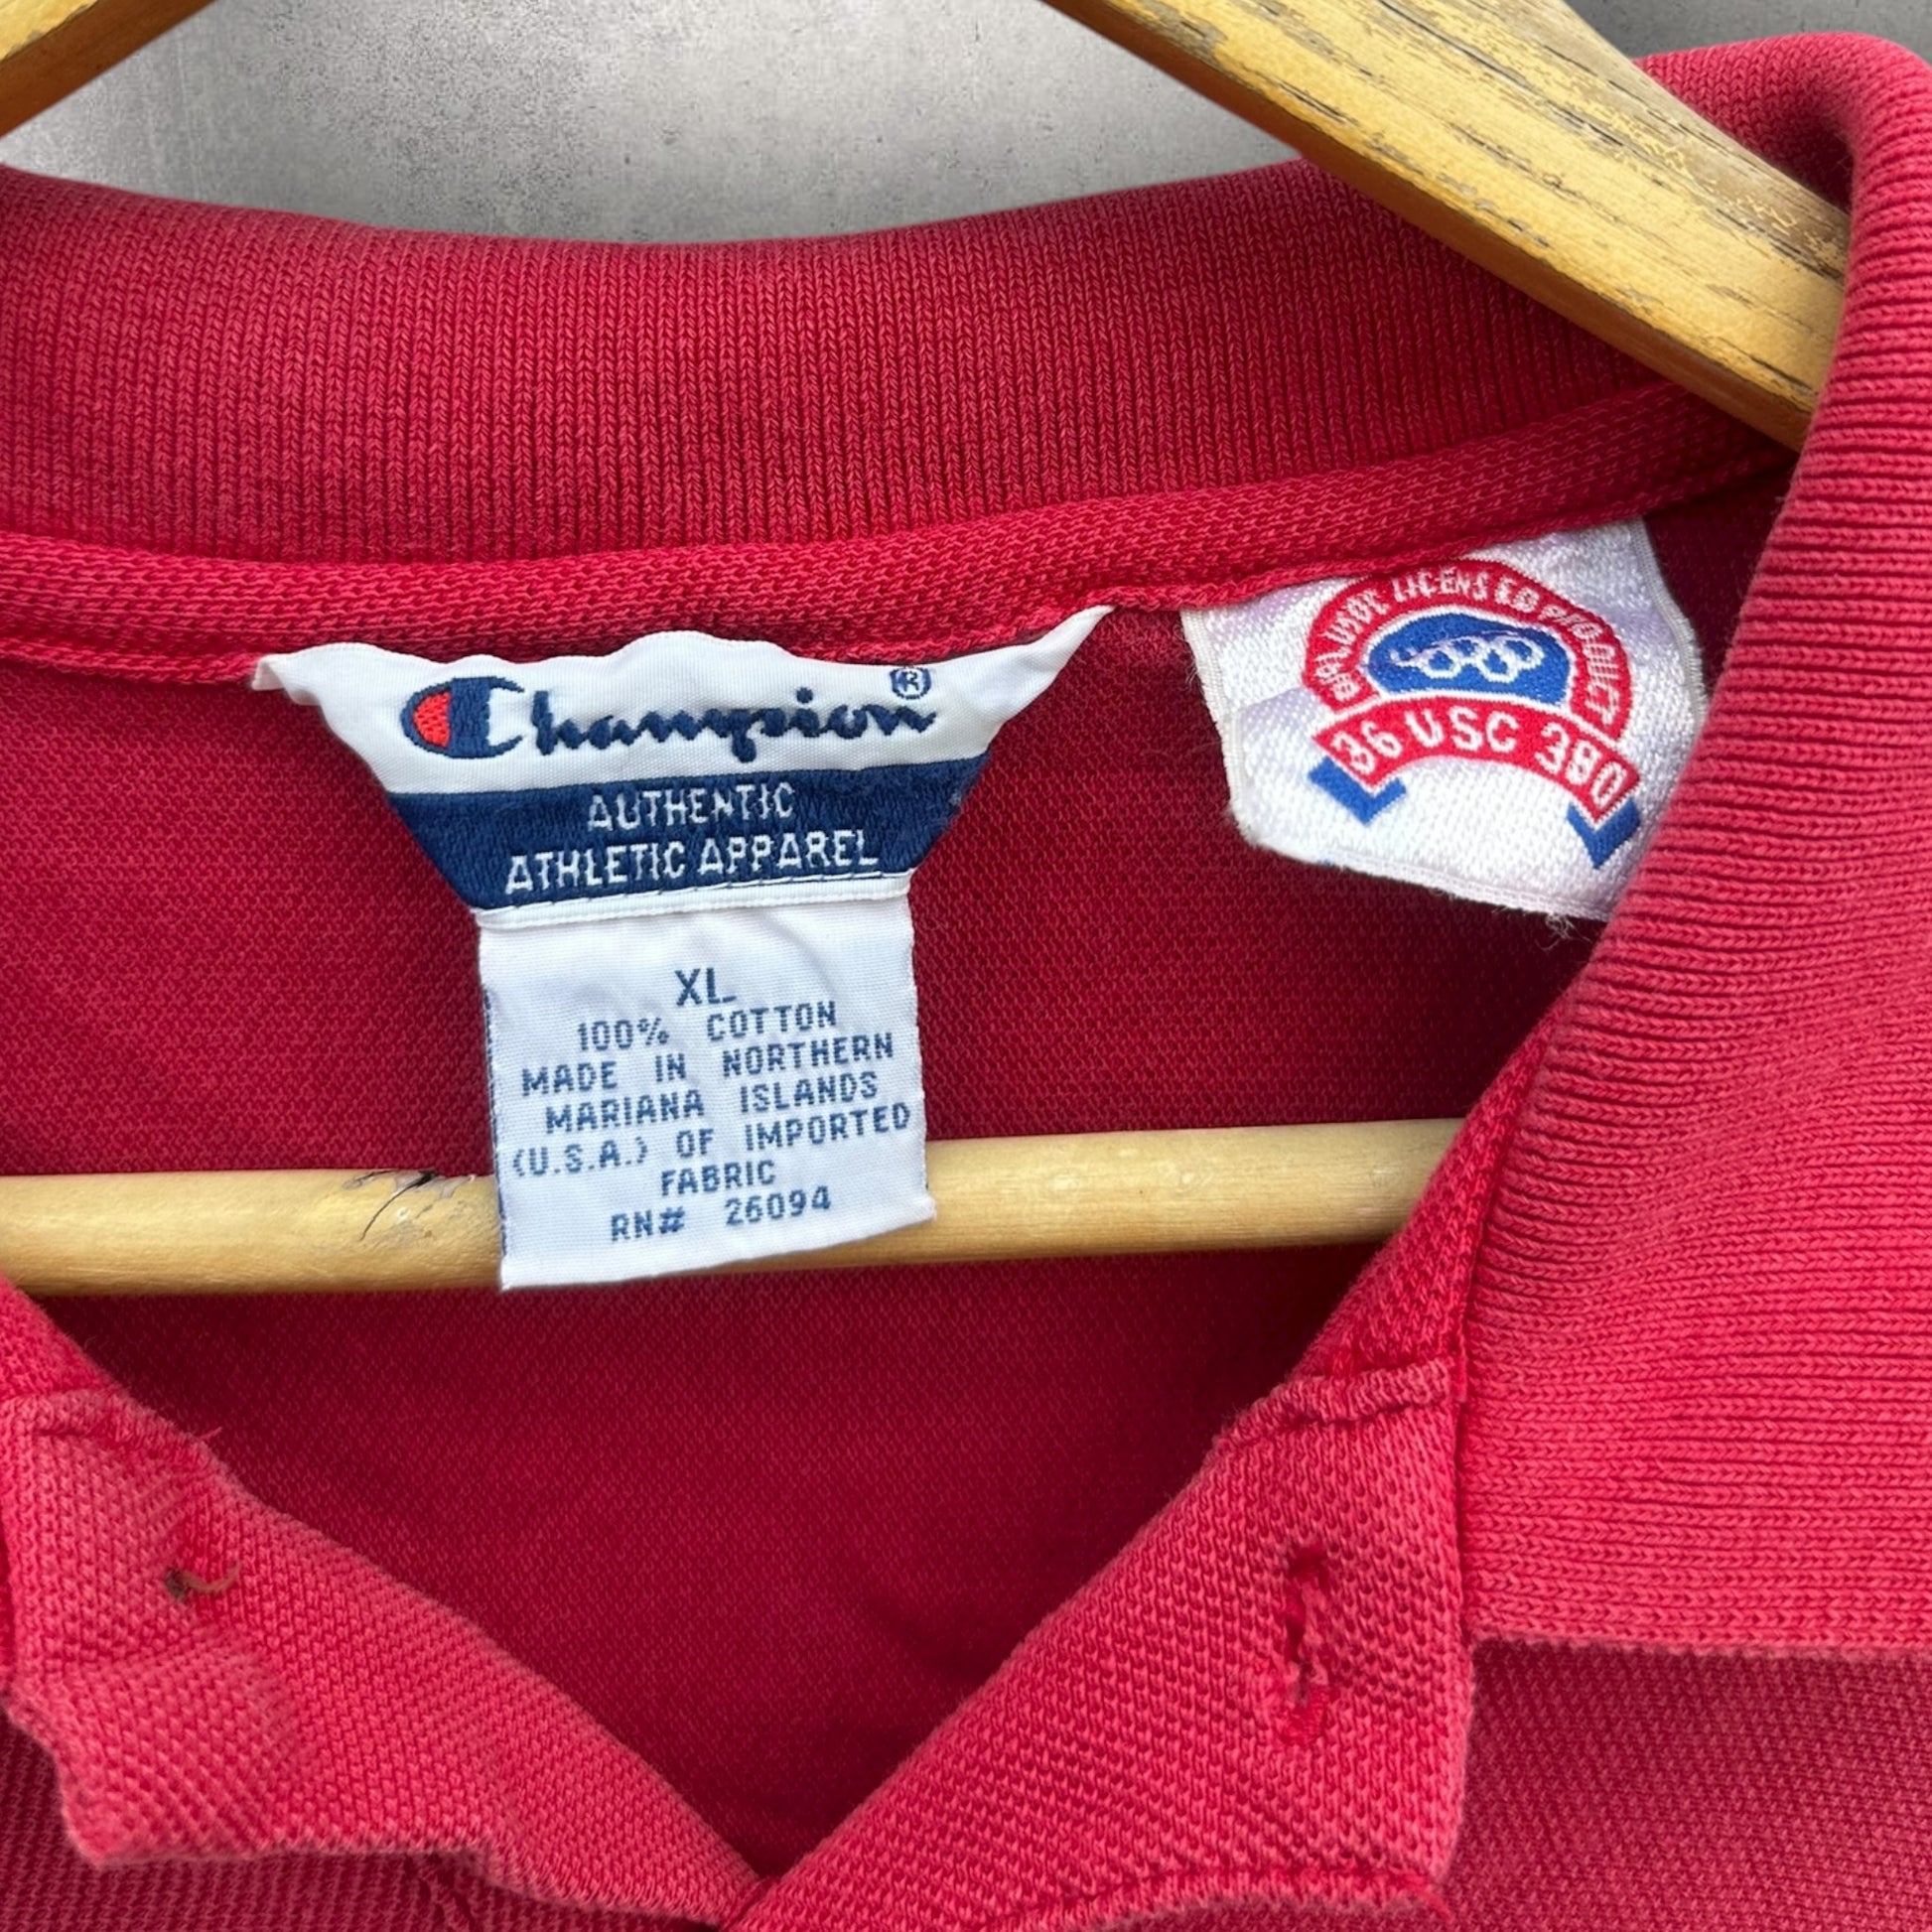 Champion®
AUTHENTIC
ATHLETIC APPAREL
XL
100% COTTON
MADE IN NORTHERN
MARIANA ISLANDS
(U.S.A.) OF IMPORTED
FABRIC
RN# 26094
LICENSED PRODUCT
36 USC 380